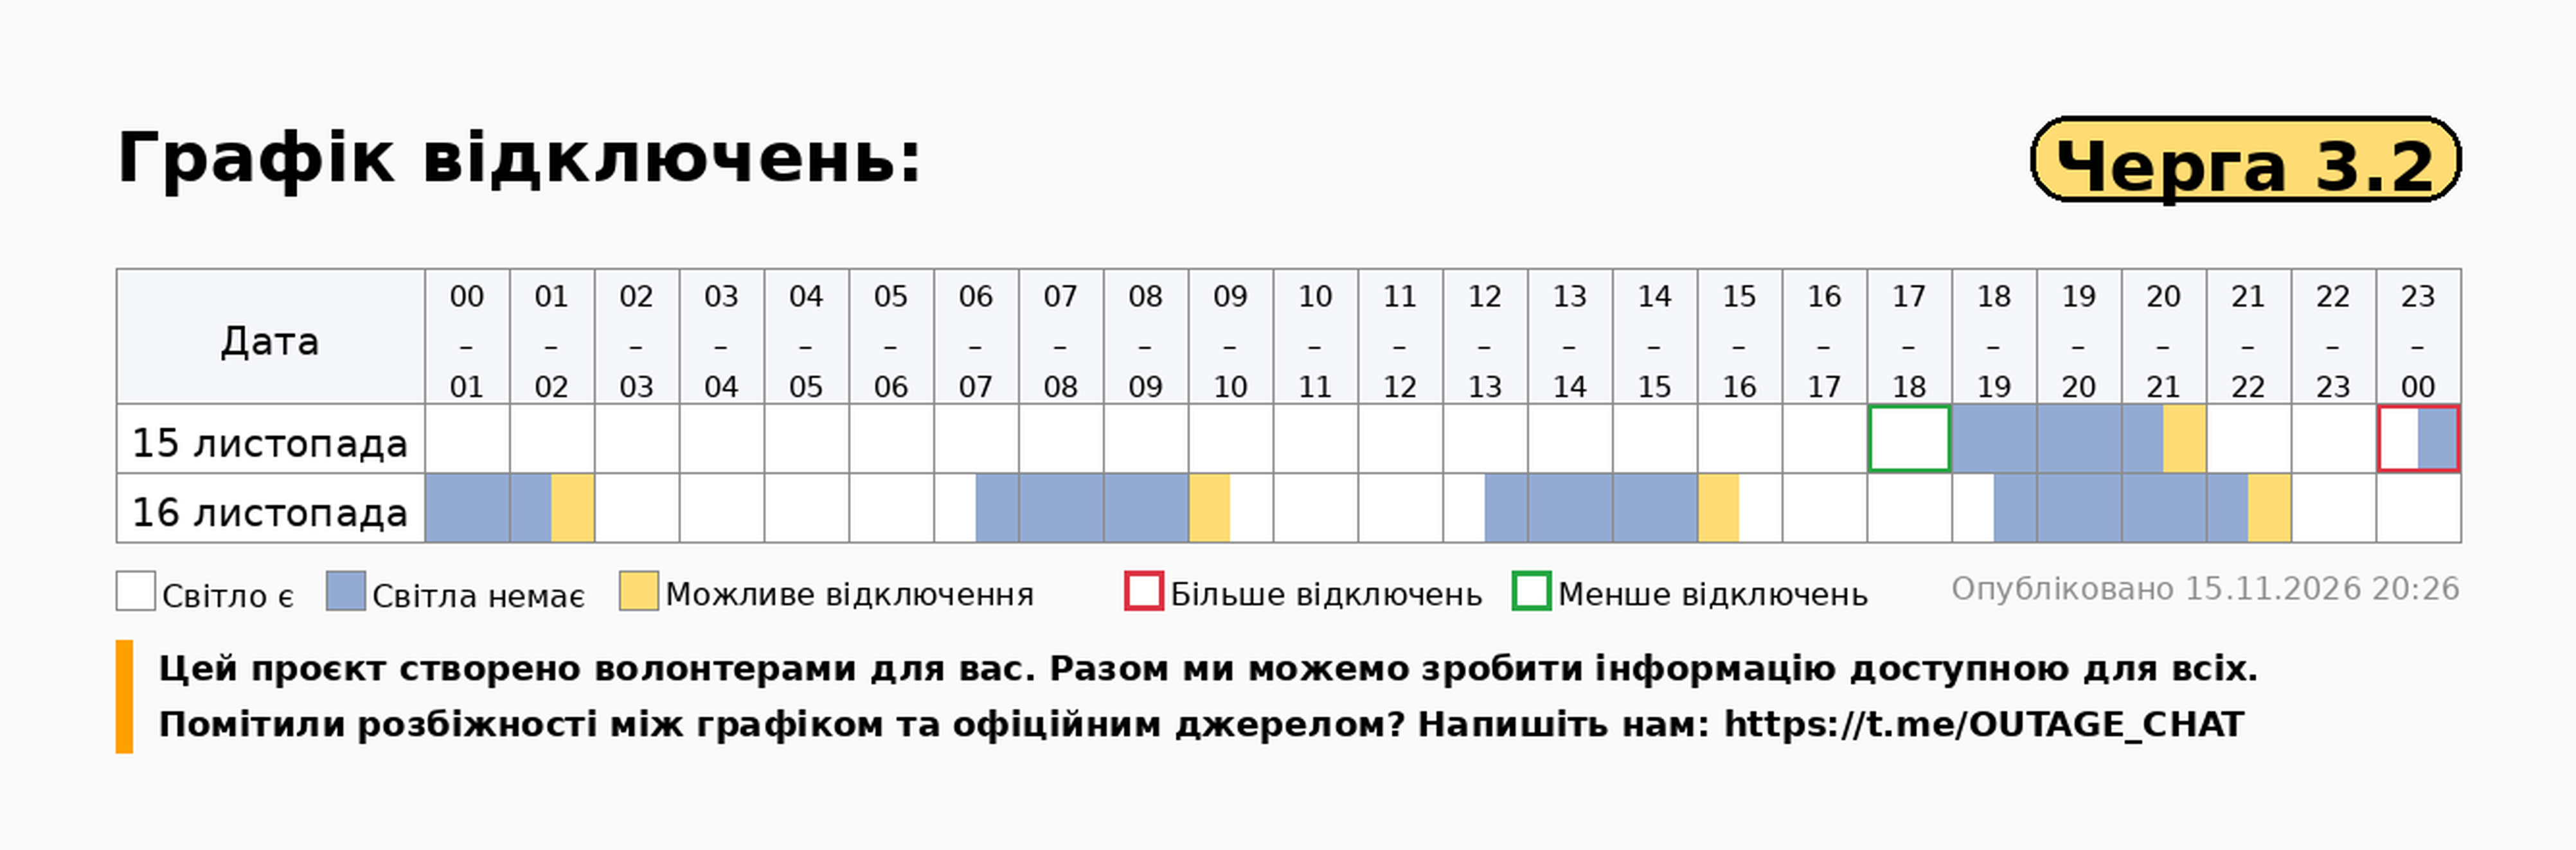 Графік відключень:
Черга 3.2
Дата
00 – 01
01 – 02
02 – 03
03 – 04
04 – 05
05 – 06
06 – 07
07 – 08
08 – 09
09 – 10
10 – 11
11 – 12
12 – 13
13 – 14
14 – 15
15 – 16
16 – 17
17 – 18
18 – 19
19 – 20
20 – 21
21 – 22
22 – 23
23 – 00
15 листопада
16 листопада
Світло є
Світла немає
Можливе відключення
Більше відключень
Менше відключень
Опубліковано 15.11.2026 20:26
Цей проєкт створено волонтерами для вас. Разом ми можемо зробити інформацію доступною для всіх.
Помітили розбіжності між графіком та офіційним джерелом? Напишіть нам: https://t.me/OUTAGE_CHAT